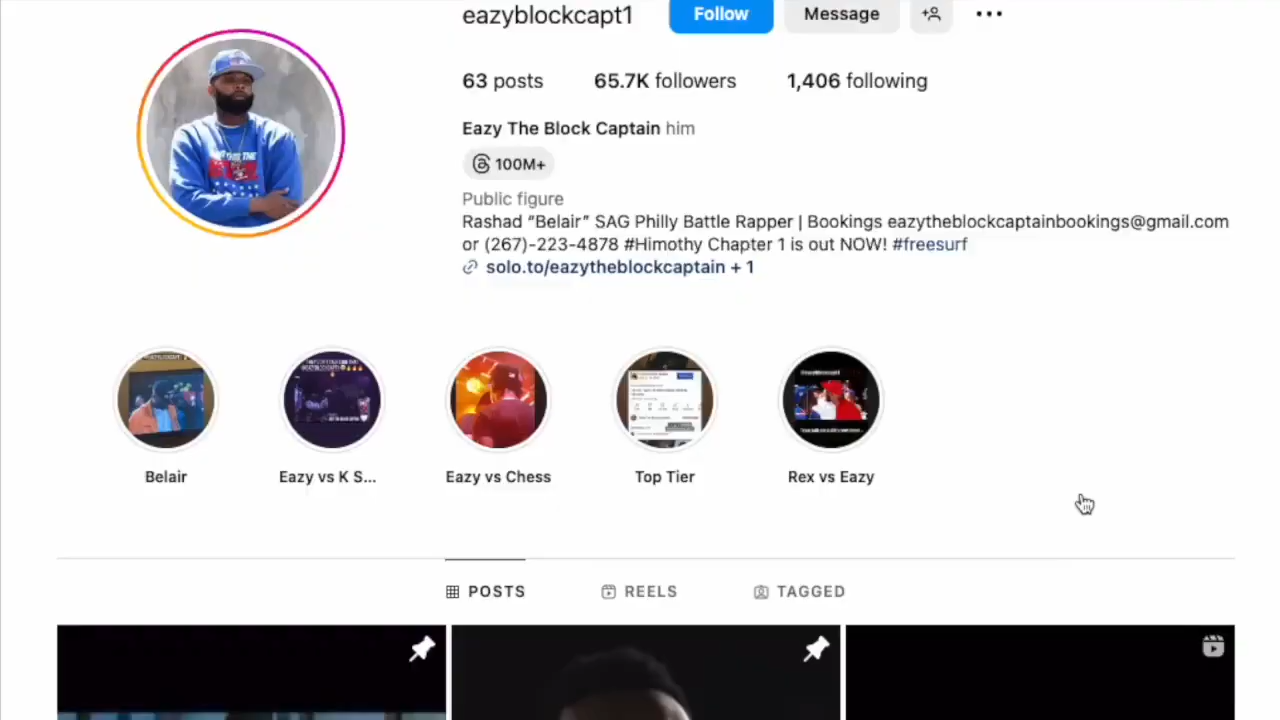 eazyblockcapt1 Follow Message
63 posts 65.7K followers 1,406 following
Eazy The Block Captain him
100M+
Public figure
Rashad “Belair” SAG Philly Battle Rapper | Bookings eazytheblockcaptainbookings@gmail.com
or (267)-223-4878 #Himothy Chapter 1 is out NOW! #freesurf
solo.to/eazytheblockcaptain + 1
Belair Eazy vs K S... Eazy vs Chess Top Tier Rex vs Eazy
POSTS REELS TAGGED